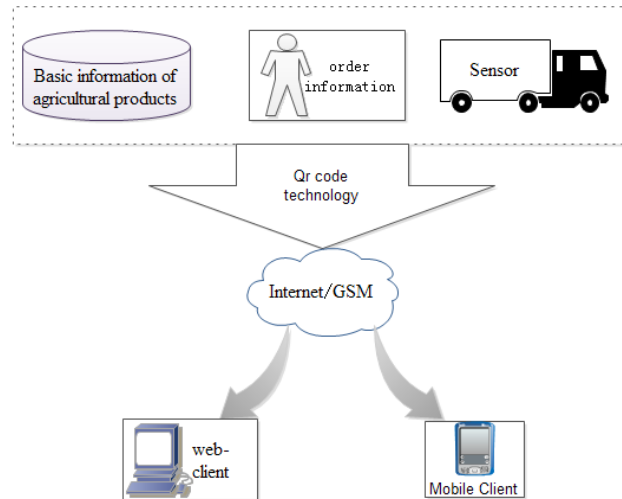 Basic information of
agricultural products
order
information
Sensor
Qr code
technology
Internet/GSM
web-
client
Mobile Client